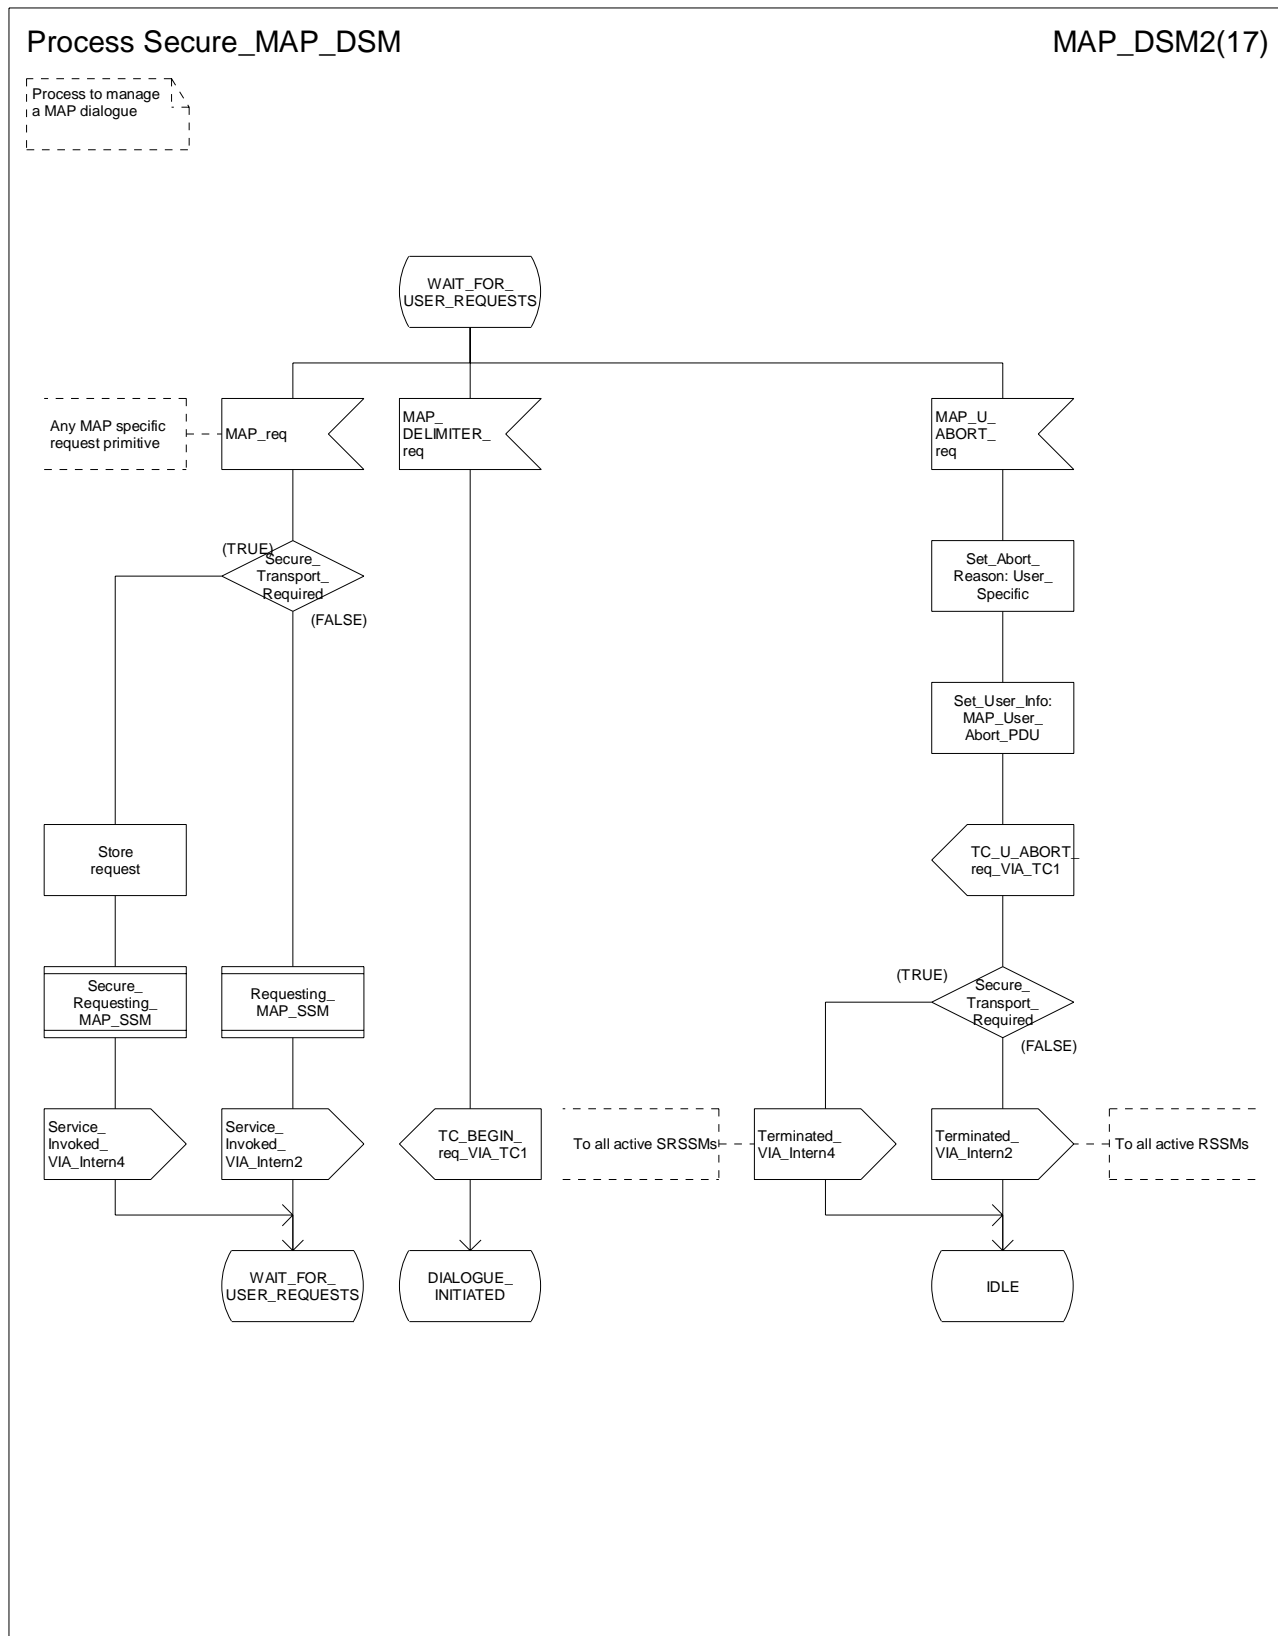 Process Secure_MAP_DSM
MAP_DSM2(17)
Process to manage
a MAP dialogue
WAIT_FOR_
USER_REQUESTS
Any MAP specific
request primitive
MAP_req
MAP_
DELIMITER_
req
MAP_U_
ABORT_
req
(TRUE)
Secure_
Transport_
Required
(FALSE)
Set_Abort_
Reason: User_
Specific
Set_User_Info:
MAP_User_
Abort_PDU
Store
request
TC_U_ABORT_
req_VIA_TC1
Secure_
Requesting_
MAP_SSM
Requesting_
MAP_SSM
(TRUE)
Secure_
Transport_
Required
(FALSE)
Service_
Invoked_
VIA_Intern4
Service_
Invoked_
VIA_Intern2
TC_BEGIN_
req_VIA_TC1
To all active SRSSMs
Terminated_
VIA_Intern4
Terminated_
VIA_Intern2
To all active RSSMs
WAIT_FOR_
USER_REQUESTS
DIALOGUE_
INITIATED
IDLE